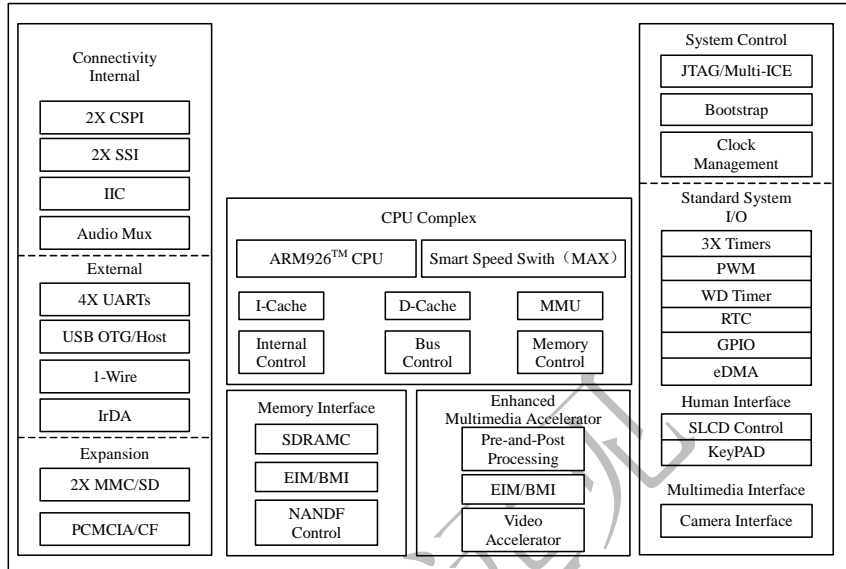 Connectivity
Internal
2X CSPI
2X SSI
IIC
Audio Mux
External
4X UARTs
USB OTG/Host
1-Wire
IrDA
Expansion
2X MMC/SD
PCMCIA/CF
CPU Complex
ARM926TM CPU
Smart Speed Swith（MAX）
I-Cache
D-Cache
MMU
Internal
Control
Bus
Control
Memory
Control
Memory Interface
SDRAMC
EIM/BMI
NANDF
Control
Enhanced
Multimedia Accelerator
Pre-and-Post
Processing
EIM/BMI
Video
Accelerator
System Control
JTAG/Multi-ICE
Bootstrap
Clock
Management
Standard System
I/O
3X Timers
PWM
WD Timer
RTC
GPIO
eDMA
Human Interface
SLCD Control
KeyPAD
Multimedia Interface
Camera Interface